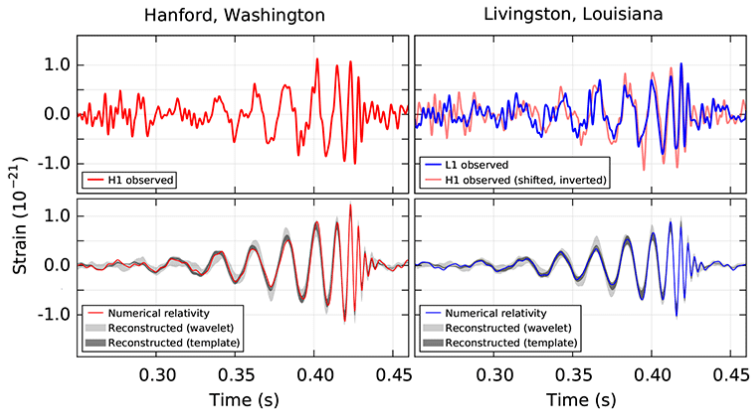 Hanford, Washington
Livingston, Louisiana
1.0
0.0
-1.0
H1 observed
L1 observed
H1 observed (shifted, inverted)
Strain (10⁻²¹)
1.0
0.0
-1.0
Numerical relativity
Reconstructed (wavelet)
Reconstructed (template)
Numerical relativity
Reconstructed (wavelet)
Reconstructed (template)
0.30 0.35 0.40 0.45
0.30 0.35 0.40 0.45
Time (s)
Time (s)